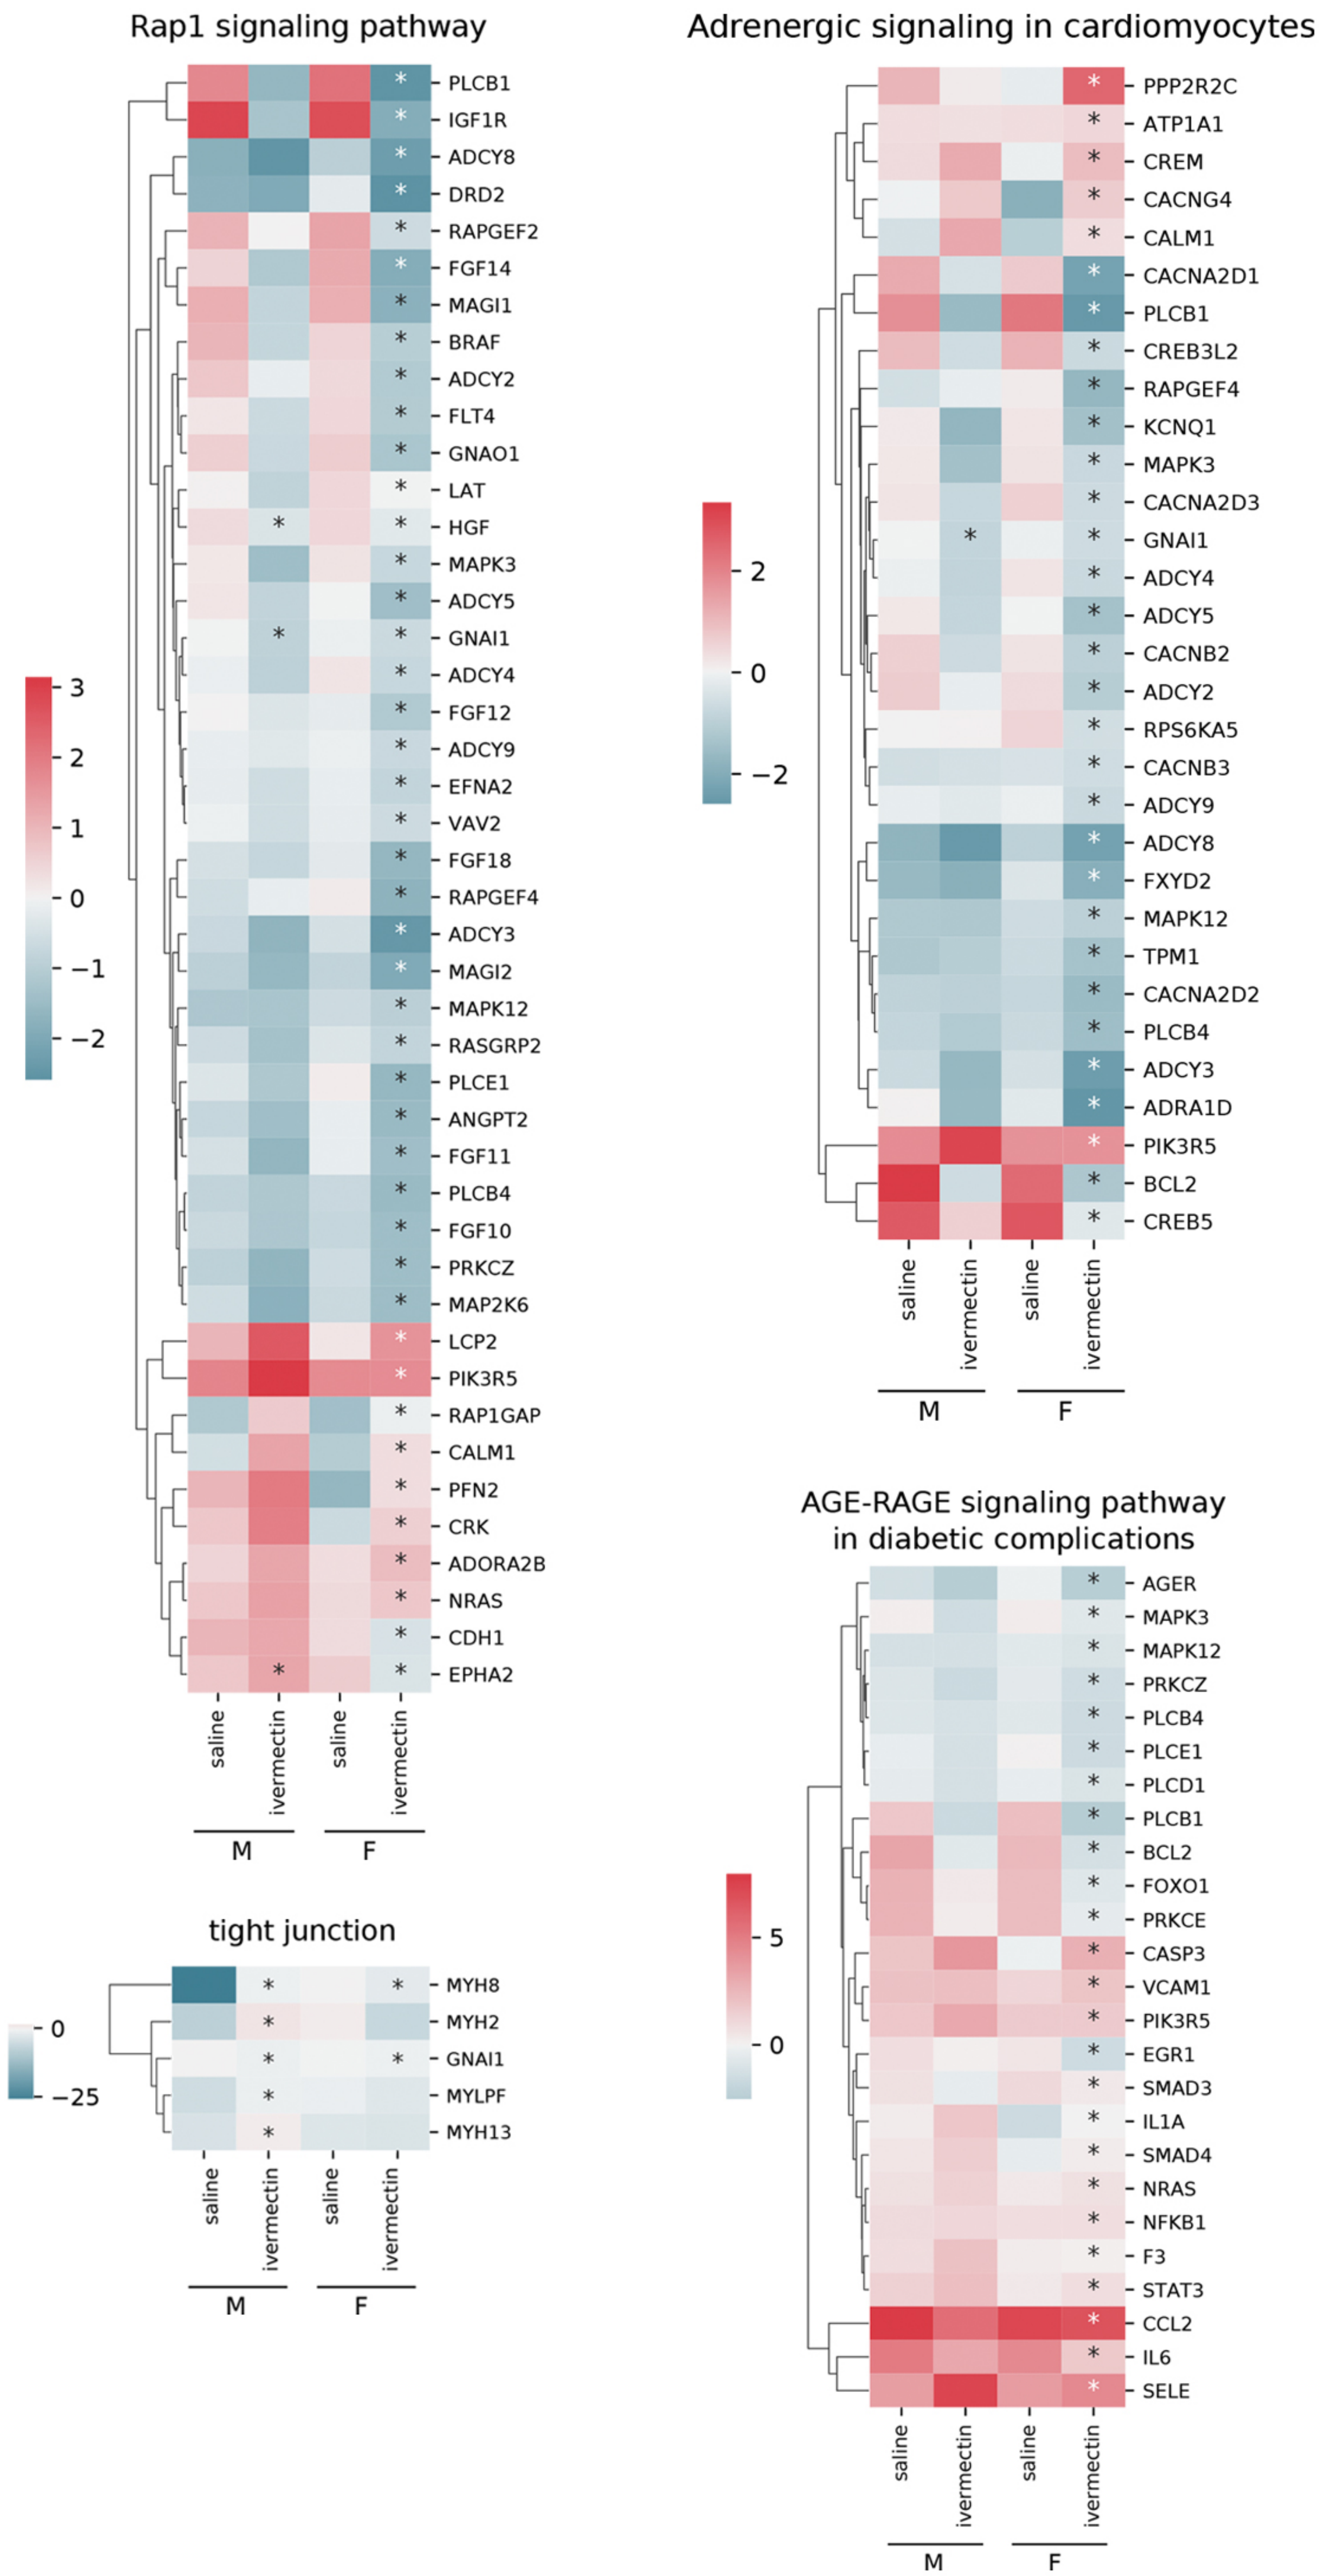 Rap1 signaling pathway
* PLCB1
* IGF1R
* ADCY8
* DRD2
* RAPGEF2
* FGF14
* MAGI1
* BRAF
* ADCY2
* FLT4
* GNAO1
* LAT
* * HGF
* MAPK3
* ADCY5
* * GNAI1
* ADCY4
* FGF12
* ADCY9
* EFNA2
* VAV2
* FGF18
* RAPGEF4
* ADCY3
* MAGI2
* MAPK12
* RASGRP2
* PLCE1
* ANGPT2
* FGF11
* PLCB4
* FGF10
* PRKCZ
* MAP2K6
* LCP2
* PIK3R5
* RAP1GAP
* CALM1
* PFN2
* CRK
* ADORA2B
* NRAS
* CDH1
* * EPHA2
3
2
1
0
−1
−2
saline ivermectin saline ivermectin
M F
tight junction
* * MYH8
* MYH2
* * GNAI1
* MYLPF
* MYH13
0
−25
saline ivermectin saline ivermectin
M F
Adrenergic signaling in cardiomyocytes
* PPP2R2C
* ATP1A1
* CREM
* CACNG4
* CALM1
* CACNA2D1
* PLCB1
* CREB3L2
* RAPGEF4
* KCNQ1
* MAPK3
* CACNA2D3
* * GNAI1
* ADCY4
* ADCY5
* CACNB2
* ADCY2
* RPS6KA5
* CACNB3
* ADCY9
* ADCY8
* FXYD2
* MAPK12
* TPM1
* CACNA2D2
* PLCB4
* ADCY3
* ADRA1D
* PIK3R5
* BCL2
* CREB5
2
0
−2
saline ivermectin saline ivermectin
M F
AGE-RAGE signaling pathway
in diabetic complications
* AGER
* MAPK3
* MAPK12
* PRKCZ
* PLCB4
* PLCE1
* PLCD1
* PLCB1
* BCL2
* FOXO1
* PRKCE
* CASP3
* VCAM1
* PIK3R5
* EGR1
* SMAD3
* IL1A
* SMAD4
* NRAS
* NFKB1
* F3
* STAT3
* CCL2
* IL6
* SELE
5
0
saline ivermectin saline ivermectin
M F